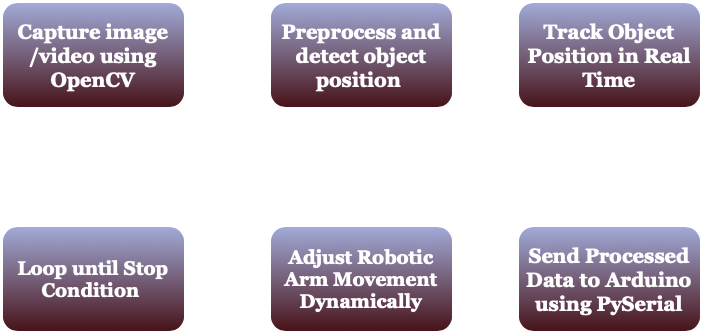 Capture image
/video using
OpenCV
Preprocess and
detect object
position
Track Object
Position in Real
Time
Loop until Stop
Condition
Adjust Robotic
Arm Movement
Dynamically
Send Processed
Data to Arduino
using PySerial